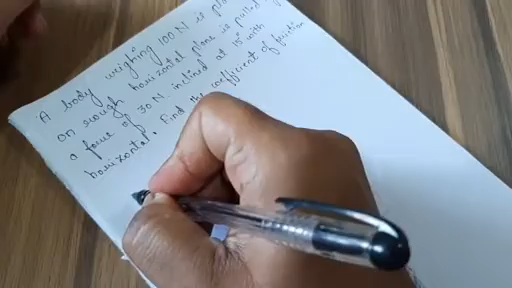 A body weighing 100 N is
on rough horizontal plane is pulled
a force of 30 N inclined at 15° with
horizontal. Find the coefficient of friction